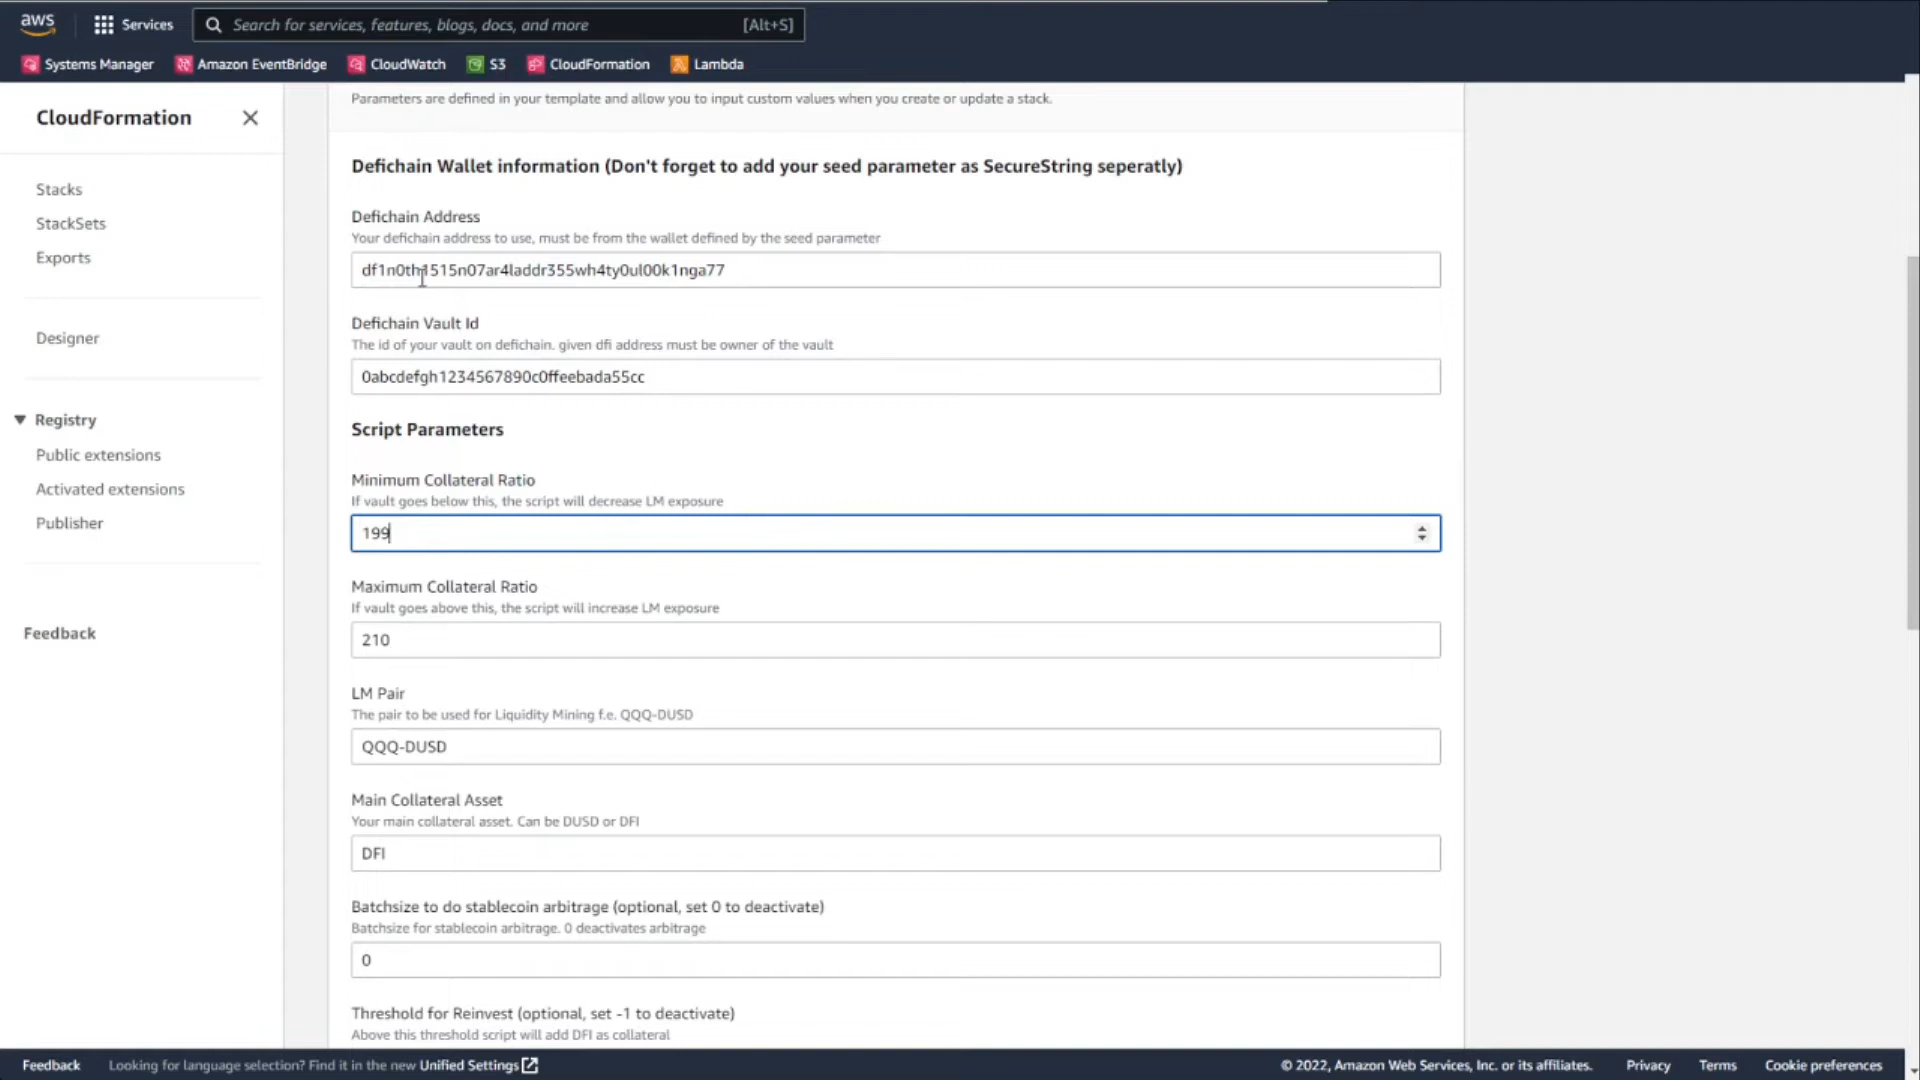 aws
Services
Search for services, features, blogs, docs, and more
[Alt+S]
Systems Manager
Amazon EventBridge
CloudWatch
S3
CloudFormation
Lambda
CloudFormation
Stacks
StackSets
Exports
Designer
Registry
Public extensions
Activated extensions
Publisher
Feedback
Parameters are defined in your template and allow you to input custom values when you create or update a stack.
Defichain Wallet information (Don't forget to add your seed parameter as SecureString seperatly)
Defichain Address
Your defichain address to use, must be from the wallet defined by the seed parameter
df1n0th1515n07ar4laddr355wh4ty0ul00k1nga77
Defichain Vault Id
The id of your vault on defichain. given dfi address must be owner of the vault
0abcdefgh1234567890c0ffeebada55cc
Script Parameters
Minimum Collateral Ratio
If vault goes below this, the script will decrease LM exposure
199
Maximum Collateral Ratio
If vault goes above this, the script will increase LM exposure
210
LM Pair
The pair to be used for Liquidity Mining f.e. QQQ-DUSD
QQQ-DUSD
Main Collateral Asset
Your main collateral asset. Can be DUSD or DFI
DFI
Batchsize to do stablecoin arbitrage (optional, set 0 to deactivate)
Batchsize for stablecoin arbitrage. 0 deactivates arbitrage
0
Threshold for Reinvest (optional, set -1 to deactivate)
Above this threshold script will add DFI as collateral
Feedback
Looking for language selection? Find it in the new Unified Settings
© 2022, Amazon Web Services, Inc. or its affiliates.
Privacy
Terms
Cookie preferences